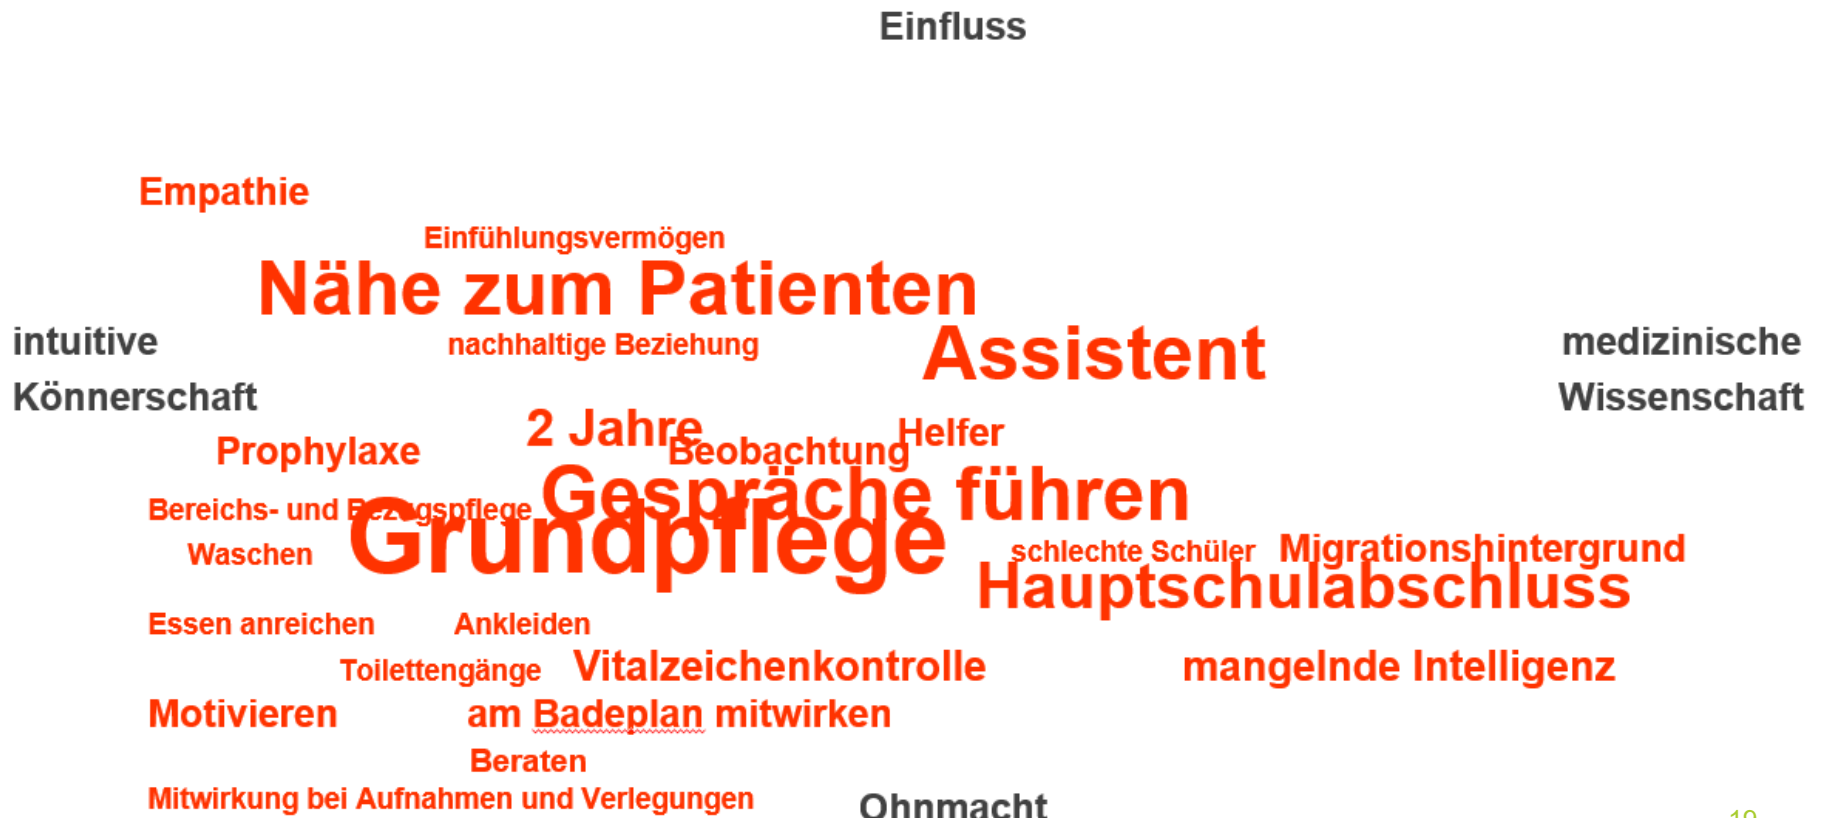 Einfluss
Empathie
Einfühlungsvermögen
Nähe zum Patienten
intuitive
Könnerschaft
nachhaltige Beziehung
Assistent
medizinische
Wissenschaft
2 Jahre
Helfer
Prophylaxe
Beobachtung
Gespräche führen
Bereichs- und Bezugspflege
Grundpflege
Waschen
schlechte Schüler
Migrationshintergrund
Hauptschulabschluss
Essen anreichen
Ankleiden
Toilettengänge
Vitalzeichenkontrolle
mangelnde Intelligenz
Motivieren
am Badeplan mitwirken
Beraten
Mitwirkung bei Aufnahmen und Verlegungen
Ohnmacht